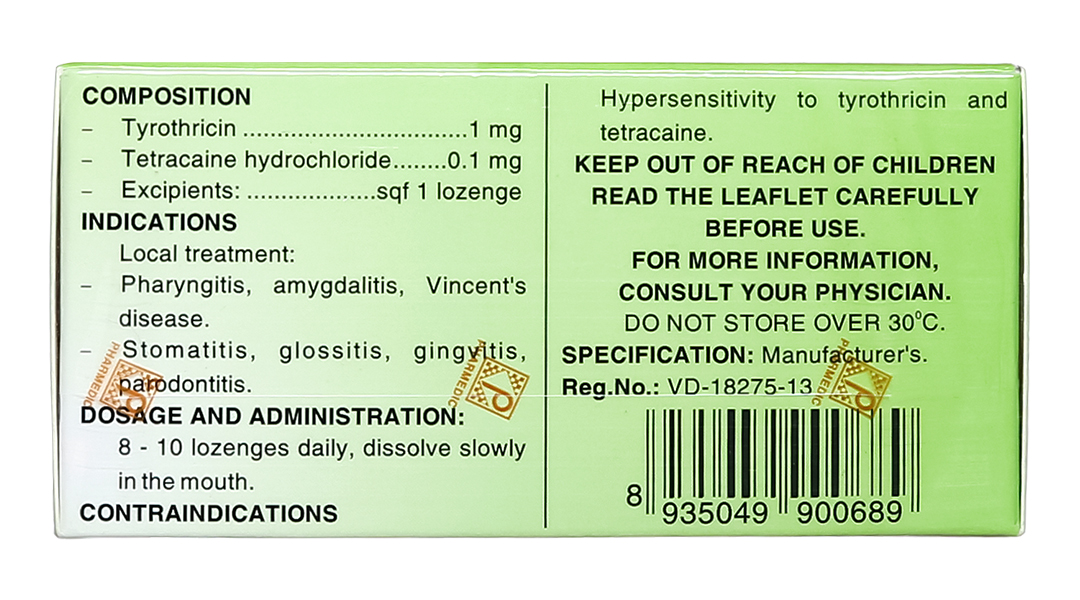 COMPOSITION
– Tyrothricin .................................1 mg
– Tetracaine hydrochloride........0.1 mg
– Excipients: ...................sqf 1 lozenge
INDICATIONS
Local treatment:
– Pharyngitis, amygdalitis, Vincent's
disease.
– Stomatitis, glossitis, gingvitis,
parodontitis.
DOSAGE AND ADMINISTRATION:
8 - 10 lozenges daily, dissolve slowly
in the mouth.
CONTRAINDICATIONS
Hypersensitivity to tyrothricin and
tetracaine.
KEEP OUT OF REACH OF CHILDREN
READ THE LEAFLET CAREFULLY
BEFORE USE.
FOR MORE INFORMATION,
CONSULT YOUR PHYSICIAN.
DO NOT STORE OVER 30⁰C.
SPECIFICATION: Manufacturer's.
Reg.No.: VD-18275-13
8 935049 900689
PHARMEDIC
PHARMEDIC
PHARMEDIC